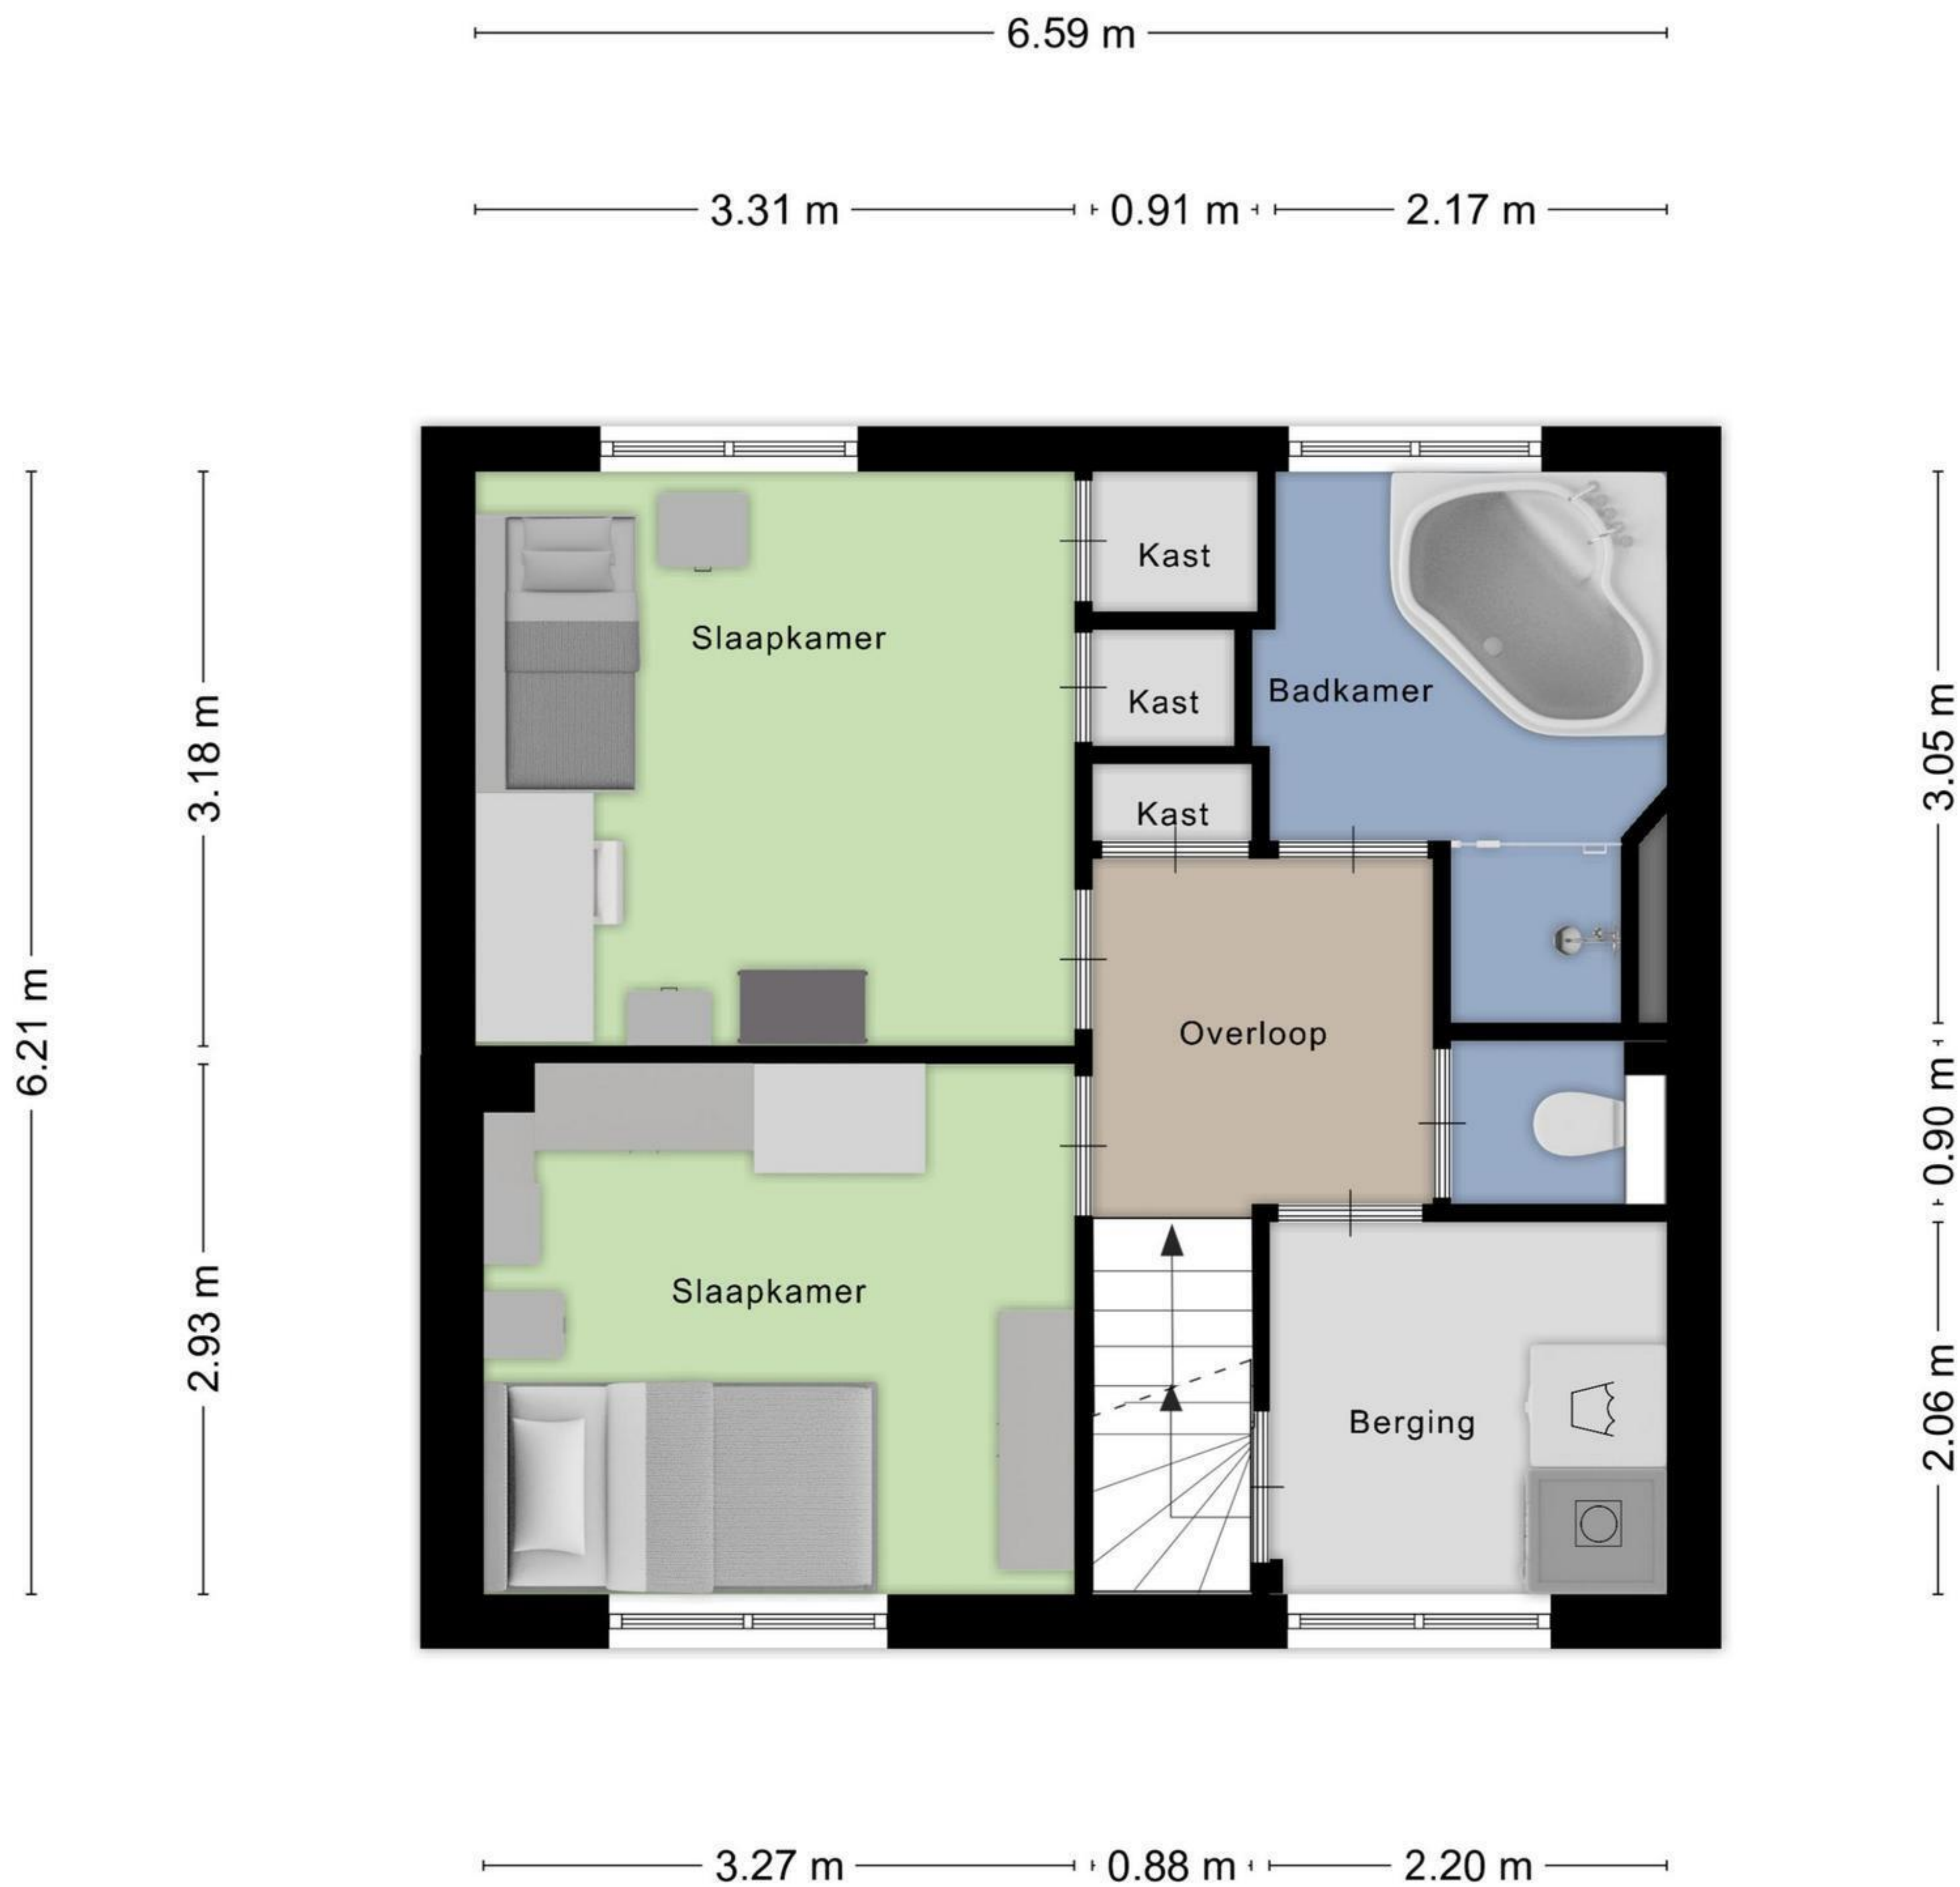 6.59 m
3.31 m
0.91 m
2.17 m
Kast
Slaapkamer
Kast
Badkamer
Kast
3.18 m
3.05 m
6.21 m
Overloop
0.90 m
Slaapkamer
2.93 m
Berging
2.06 m
3.27 m
0.88 m
2.20 m